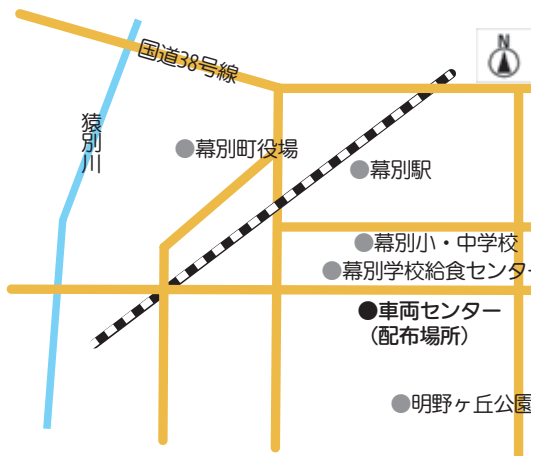 N
国道38号線
猿別川
●幕別町役場
●幕別駅
●幕別小・中学校
●幕別学校給食センター
●車両センター
(配布場所)
●明野ヶ丘公園